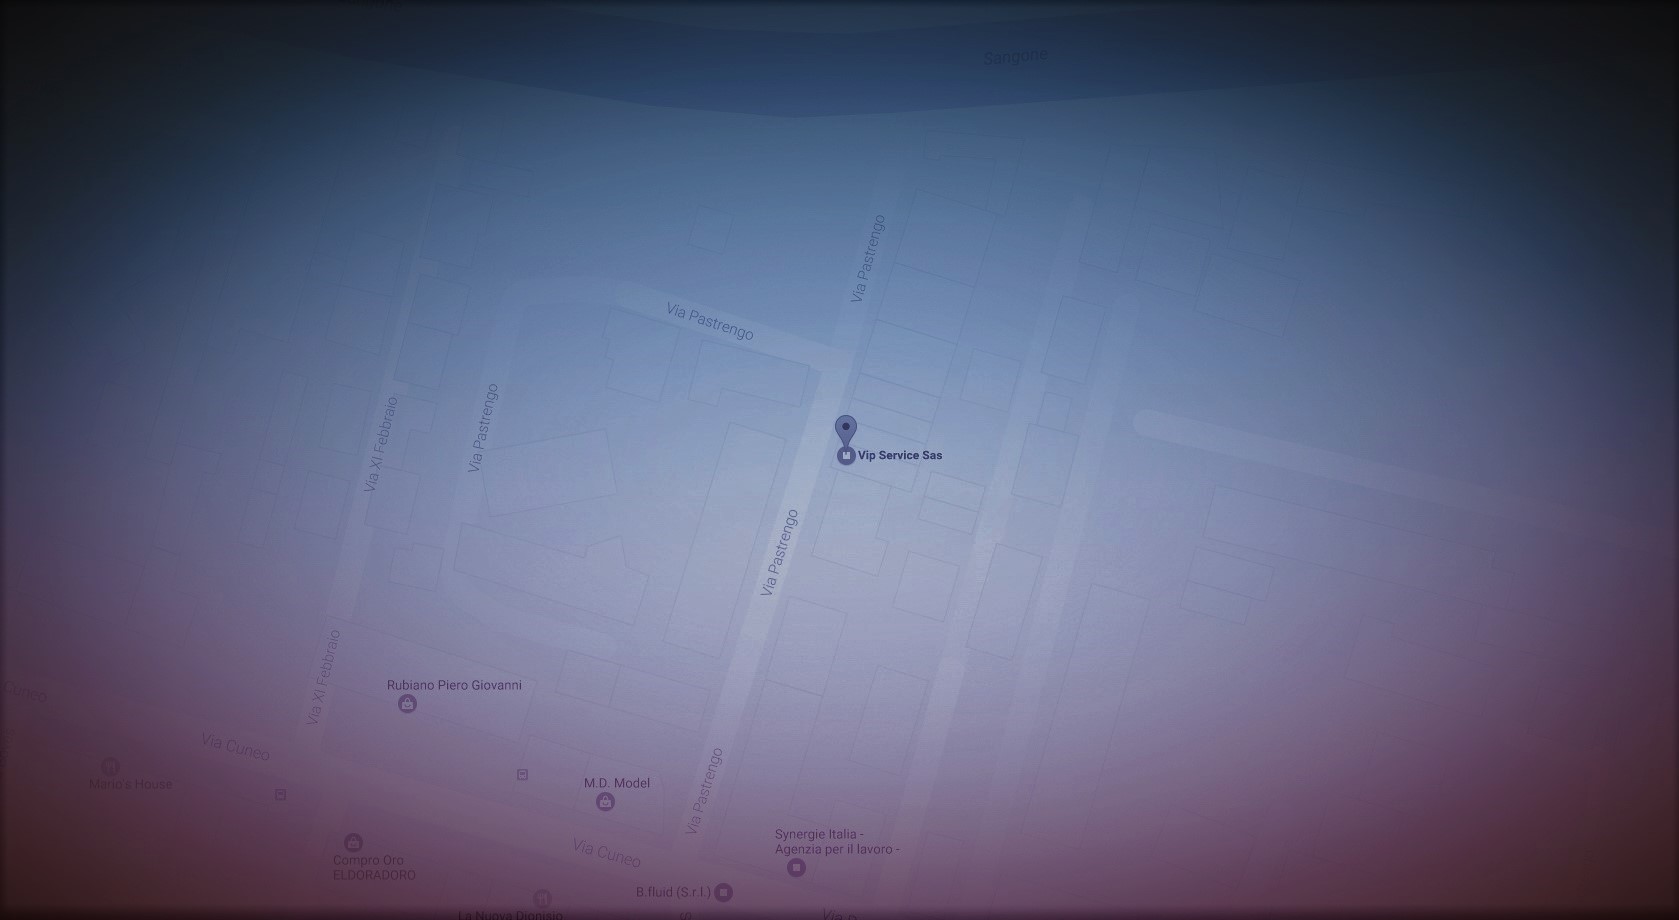 Sangone
Via Pastrengo
Via Pastrengo
Via Pastrengo
Via XI Febbraio
Vip Service Sas
Via Pastrengo
Via XI Febbraio
Rubiano Piero Giovanni
Cuneo
Via Cuneo
Via Pastrengo
Mario's House
M.D. Model
Synergie Italia -
Agenzia per il lavoro -
Via Cuneo
Compro Oro
ELDORADORO
B.fluid (S.r.l.)
La Nuova Dionisio
Via